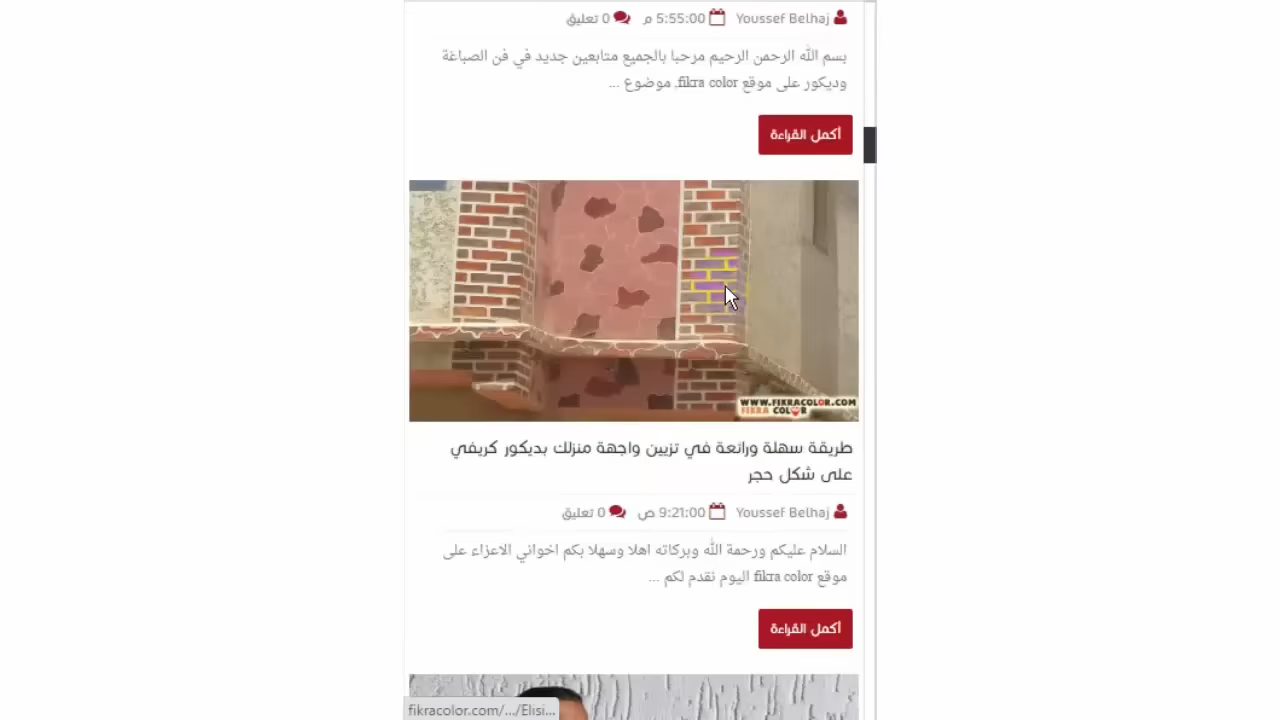 Youssef Belhaj 5:55:00 م 0 تعليق
بسم الله الرحمن الرحيم مرحبا بالجميع متابعين جديد في فن الصباغة
وديكور على موقع fikra color, موضوع ...
أكمل القراءة
WWW.FIKRACOLOR.COM
FIKRA COLOR
طريقة سهلة ورائعة في تزيين واجهة منزلك بديكور كريفي
على شكل حجر
Youssef Belhaj 9:21:00 ص 0 تعليق
السلام عليكم ورحمة الله وبركاته اهلا وسهلا بكم اخواني الاعزاء على
موقع fikra color اليوم نقدم لكم ...
أكمل القراءة
fikracolor.com/.../Elisi...